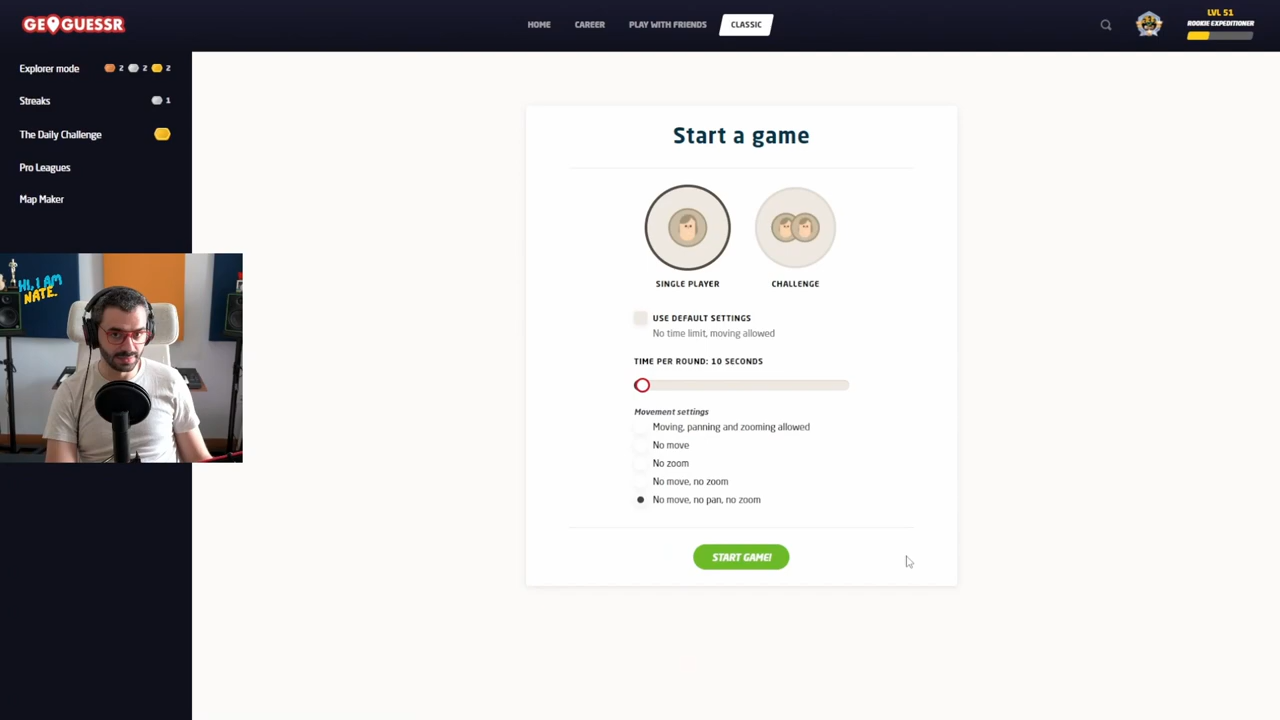 GEOGUESSR
HOME
CAREER
PLAY WITH FRIENDS
CLASSIC
LVL 51
ROOKIE EXPEDITIONER
Explorer mode 2 2 2
Streaks 1
The Daily Challenge
Pro Leagues
Map Maker
HI, I AM
NATE.
Start a game
SINGLE PLAYER
CHALLENGE
USE DEFAULT SETTINGS
No time limit, moving allowed
TIME PER ROUND: 10 SECONDS
Movement settings
Moving, panning and zooming allowed
No move
No zoom
No move, no zoom
No move, no pan, no zoom
START GAME!